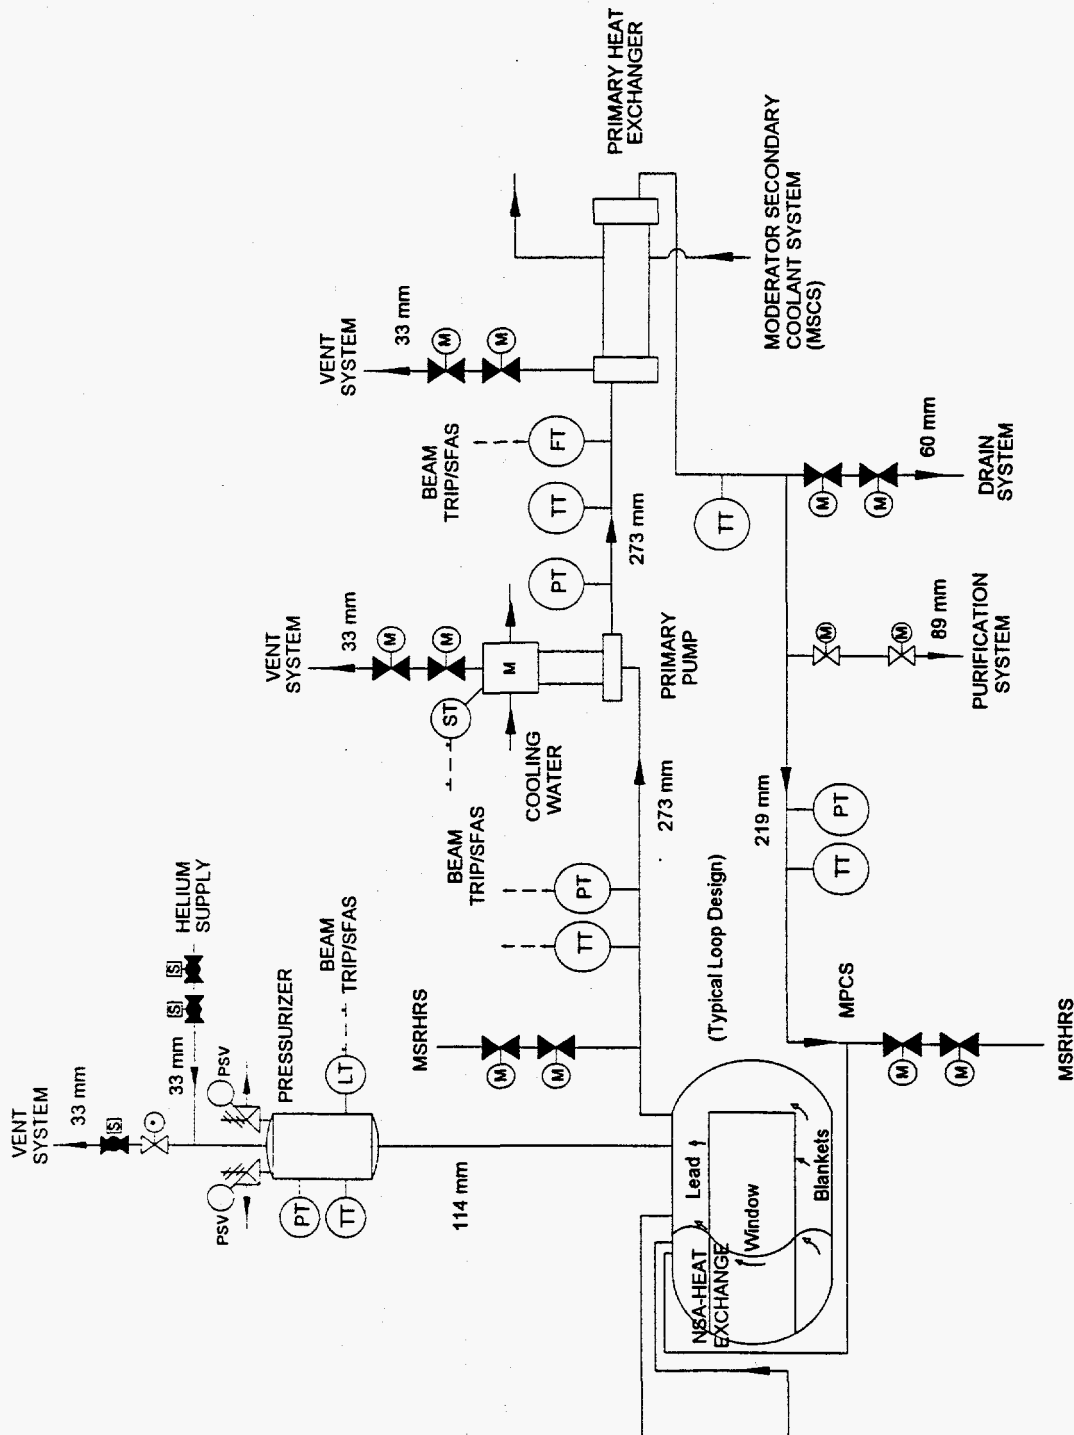 PRIMARY HEAT
EXCHANGER
MODERATOR SECONDARY
COOLANT SYSTEM
(MSCS)
VENT
SYSTEM
33 mm
M
M
BEAM
TRIP/SFAS
FT
TT
PT
273 mm
TT
M
M
60 mm
DRAIN
SYSTEM
VENT
SYSTEM
33 mm
M
M
M
ST
COOLING
WATER
PRIMARY
PUMP
M
M
89 mm
PURIFICATION
SYSTEM
BEAM
TRIP/SFAS
273 mm
219 mm
PT
TT
PT
TT
HELIUM
SUPPLY
S
S
BEAM
TRIP/SFAS
MSRHRS
M
M
(Typical Loop Design)
MPCS
M
M
MSRHRS
VENT
SYSTEM
33 mm
33 mm
S
PSV
PSV
PRESSURIZER
LT
PT
TT
114 mm
Lead
Window
Blankets
NSA-HEAT
EXCHANGE